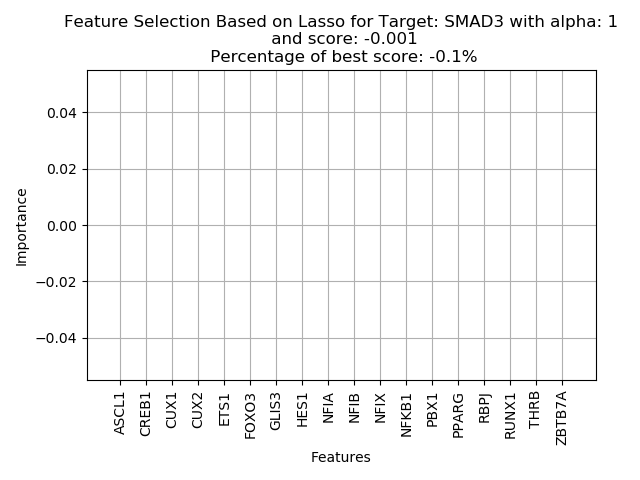 Feature Selection Based on Lasso for Target: SMAD3 with alpha: 1
and score: -0.001
Percentage of best score: -0.1%
0.04
0.02
0.00
−0.02
−0.04
Importance
ASCL1
CREB1
CUX1
CUX2
ETS1
FOXO3
GLIS3
HES1
NFIA
NFIB
NFIX
NFKB1
PBX1
PPARG
RBPJ
RUNX1
THRB
ZBTB7A
Features